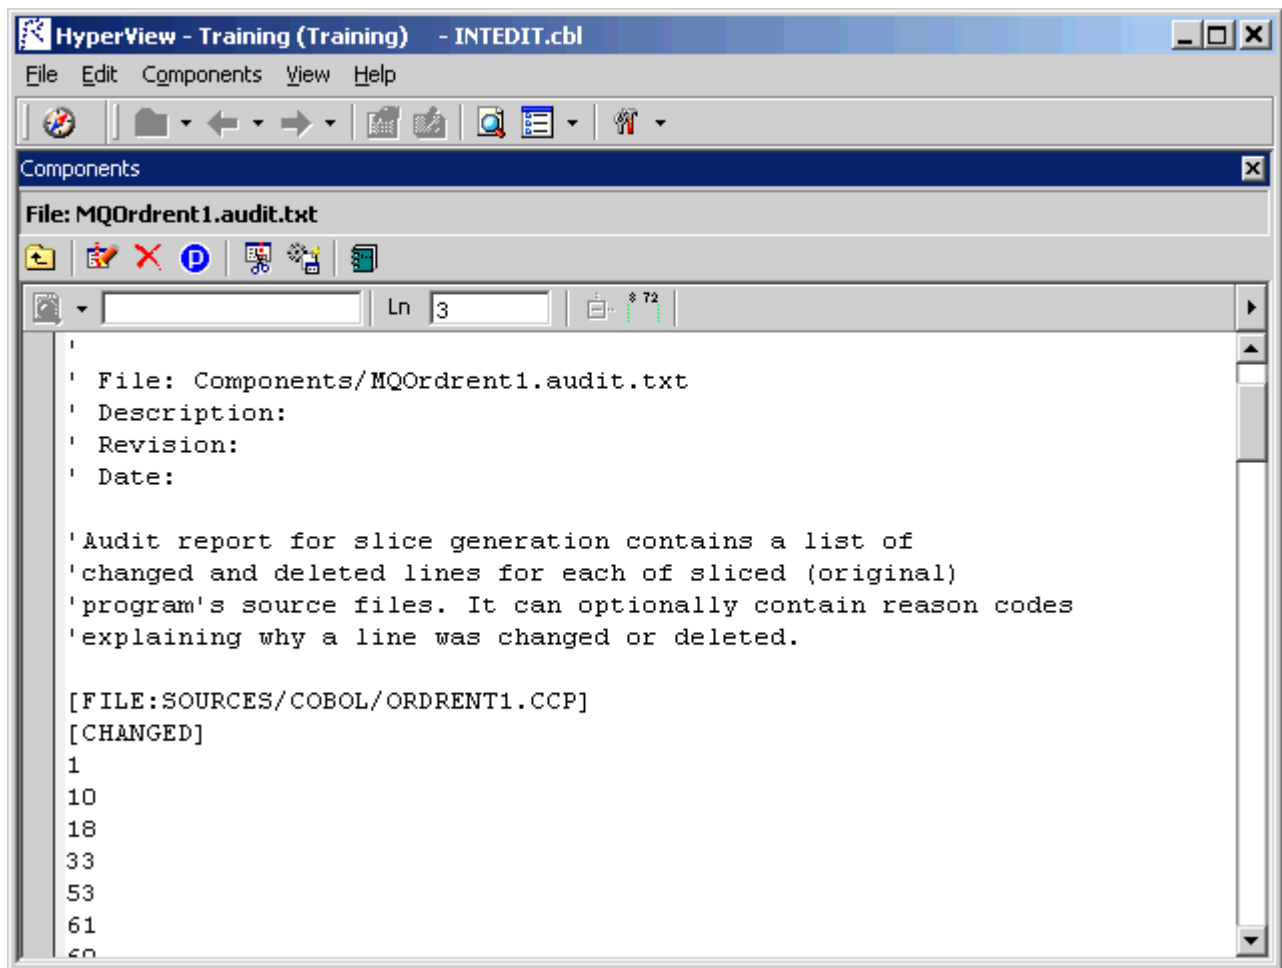 HyperView - Training (Training) - INTEDIT.cbl
File Edit Components View Help
Components
File: MQOrdrent1.audit.txt
Ln 3 8 72
'
' File: Components/MQOrdrent1.audit.txt
' Description:
' Revision:
' Date:
'Audit report for slice generation contains a list of
'changed and deleted lines for each of sliced (original)
'program's source files. It can optionally contain reason codes
'explaining why a line was changed or deleted.
[FILE:SOURCES/COBOL/ORDRENT1.CCP]
[CHANGED]
1
10
18
33
53
61